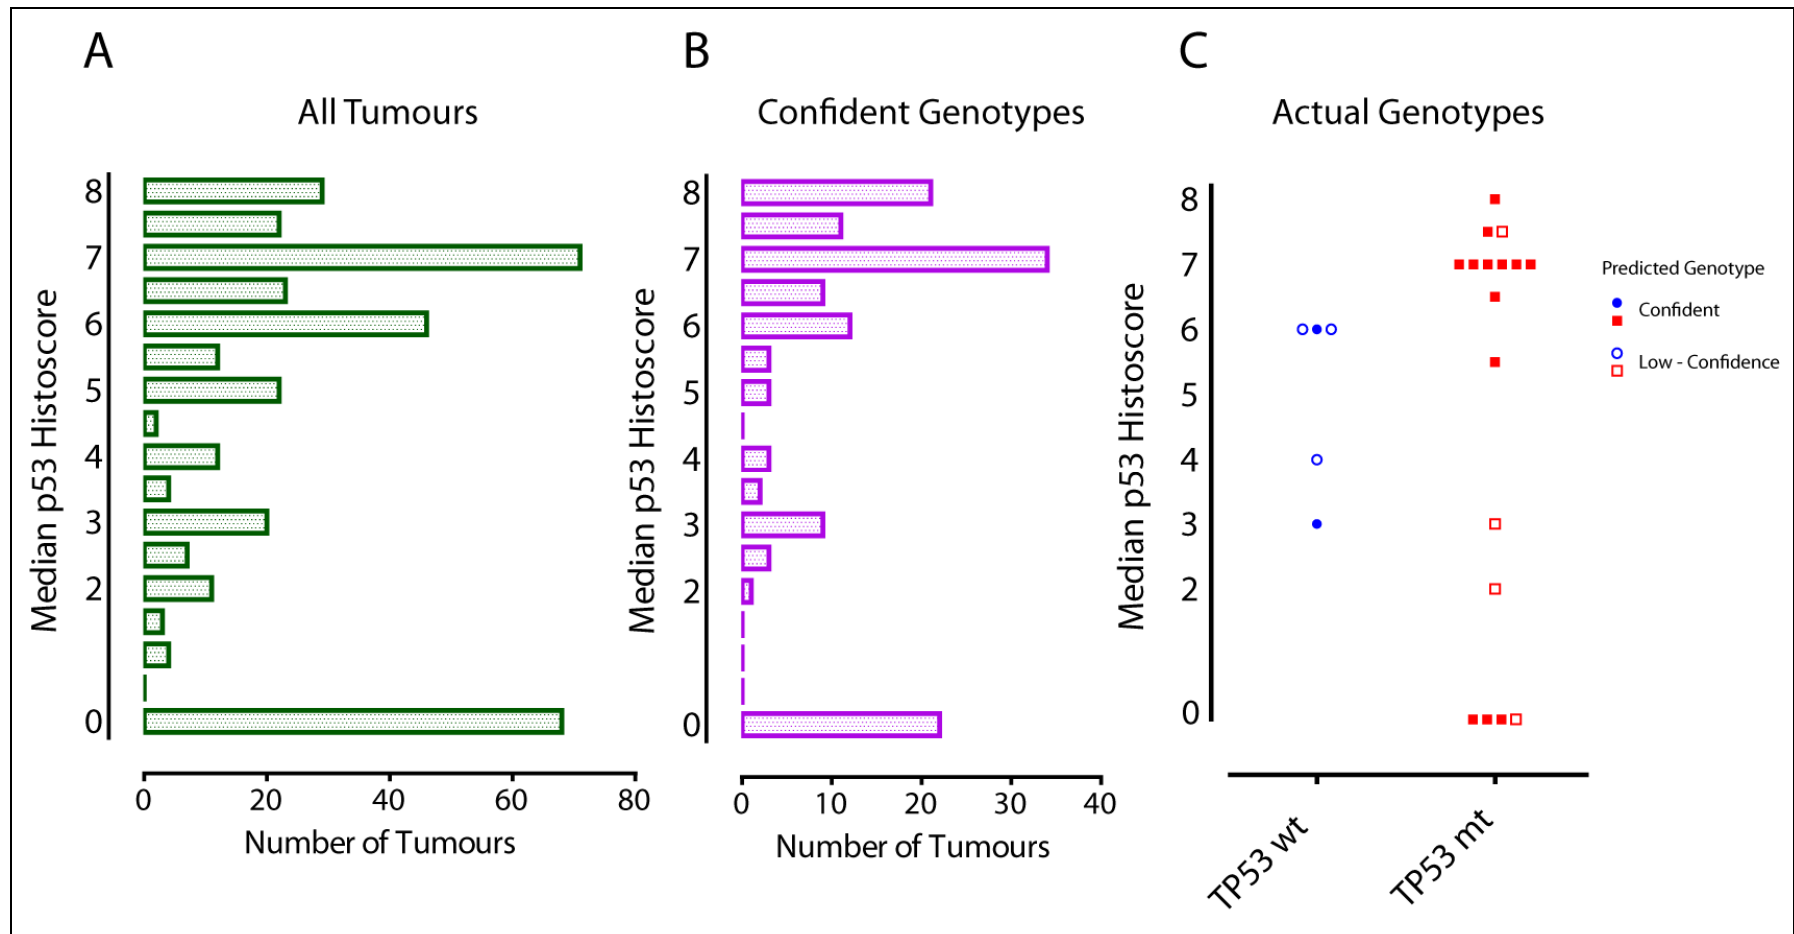 A
All Tumours
Median p53 Histoscore
8
7
6
5
4
3
2
0
0 20 40 60 80
Number of Tumours
B
Confident Genotypes
Median p53 Histoscore
8
7
6
5
4
3
2
0
0 10 20 30 40
Number of Tumours
C
Actual Genotypes
Median p53 Histoscore
8
7
6
5
4
3
2
0
TP53 wt
TP53 mt
Predicted Genotype
Confident
Low - Confidence